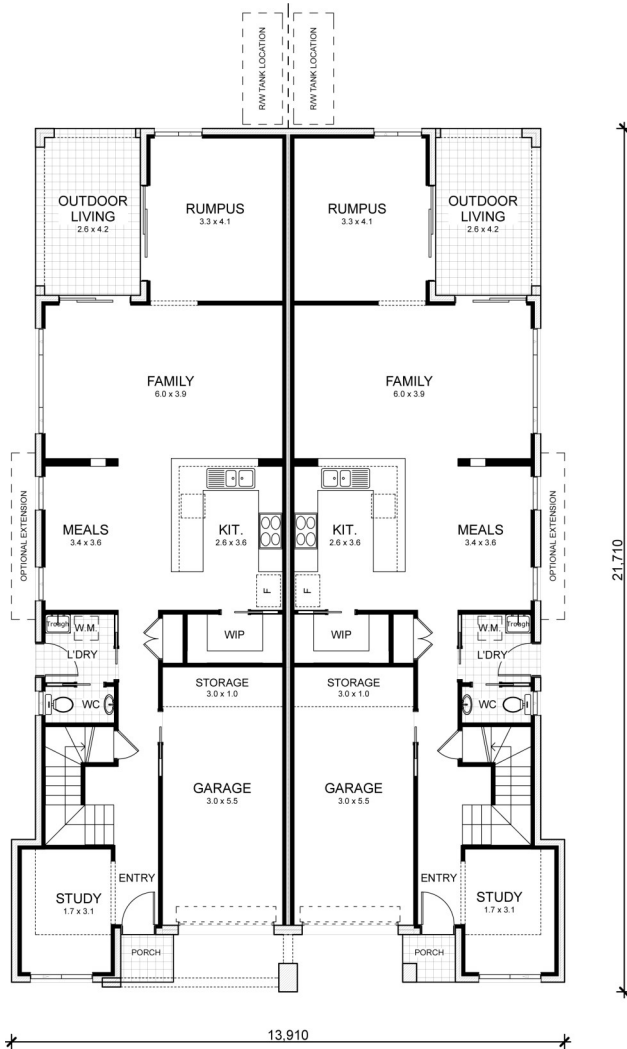 R/W TANK LOCATION
R/W TANK LOCATION
OUTDOOR
LIVING
2.6 x 4.2
RUMPUS
3.3 x 4.1
RUMPUS
3.3 x 4.1
OUTDOOR
LIVING
2.6 x 4.2
FAMILY
6.0 x 3.9
FAMILY
6.0 x 3.9
OPTIONAL EXTENSION
MEALS
3.4 x 3.6
KIT.
2.6 x 3.6
F
KIT.
2.6 x 3.6
F
MEALS
3.4 x 3.6
OPTIONAL EXTENSION
21,710
Trough
W.M.
L'DRY
WC
WIP
WIP
W.M.
Trough
L'DRY
WC
STORAGE
3.0 x 1.0
STORAGE
3.0 x 1.0
GARAGE
3.0 x 5.5
GARAGE
3.0 x 5.5
STUDY
1.7 x 3.1
ENTRY
ENTRY
STUDY
1.7 x 3.1
PORCH
PORCH
13,910